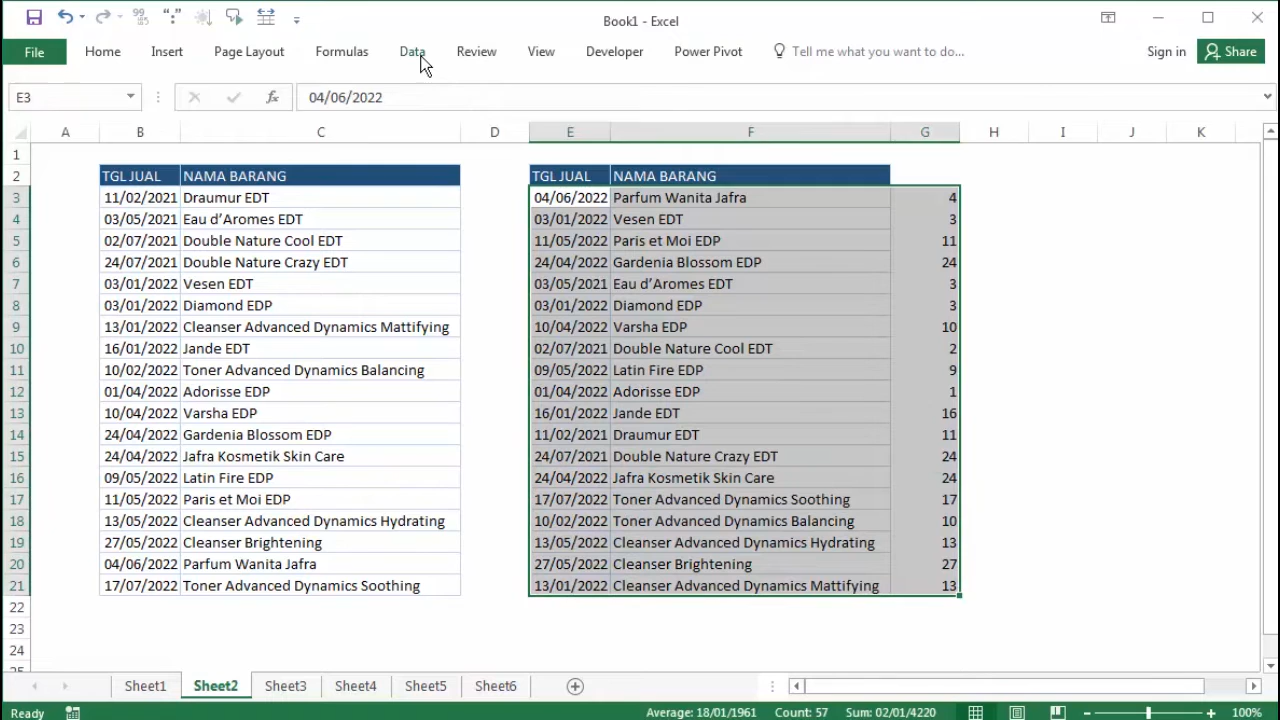 Book1 - Excel
File Home Insert Page Layout Formulas Data Review View Developer Power Pivot Tell me what you want to do... Sign in Share
E3 fx 04/06/2022
A B C D E F G H I J K
1
2 TGL JUAL NAMA BARANG TGL JUAL NAMA BARANG
3 11/02/2021 Draumur EDT 04/06/2022 Parfum Wanita Jafra 4
4 03/05/2021 Eau d’Aromes EDT 03/01/2022 Vesen EDT 3
5 02/07/2021 Double Nature Cool EDT 11/05/2022 Paris et Moi EDP 11
6 24/07/2021 Double Nature Crazy EDT 24/04/2022 Gardenia Blossom EDP 24
7 03/01/2022 Vesen EDT 03/05/2021 Eau d’Aromes EDT 3
8 03/01/2022 Diamond EDP 03/01/2022 Diamond EDP 3
9 13/01/2022 Cleanser Advanced Dynamics Mattifying 10/04/2022 Varsha EDP 10
10 16/01/2022 Jande EDT 02/07/2021 Double Nature Cool EDT 2
11 10/02/2022 Toner Advanced Dynamics Balancing 09/05/2022 Latin Fire EDP 9
12 01/04/2022 Adorisse EDP 01/04/2022 Adorisse EDP 1
13 10/04/2022 Varsha EDP 16/01/2022 Jande EDT 16
14 24/04/2022 Gardenia Blossom EDP 11/02/2021 Draumur EDT 11
15 24/04/2022 Jafra Kosmetik Skin Care 24/07/2021 Double Nature Crazy EDT 24
16 09/05/2022 Latin Fire EDP 24/04/2022 Jafra Kosmetik Skin Care 24
17 11/05/2022 Paris et Moi EDP 17/07/2022 Toner Advanced Dynamics Soothing 17
18 13/05/2022 Cleanser Advanced Dynamics Hydrating 10/02/2022 Toner Advanced Dynamics Balancing 10
19 27/05/2022 Cleanser Brightening 13/05/2022 Cleanser Advanced Dynamics Hydrating 13
20 04/06/2022 Parfum Wanita Jafra 27/05/2022 Cleanser Brightening 27
21 17/07/2022 Toner Advanced Dynamics Soothing 13/01/2022 Cleanser Advanced Dynamics Mattifying 13
22
23
24
25
Sheet1 Sheet2 Sheet3 Sheet4 Sheet5 Sheet6
Ready Average: 18/01/1961 Count: 57 Sum: 02/01/4220 100%